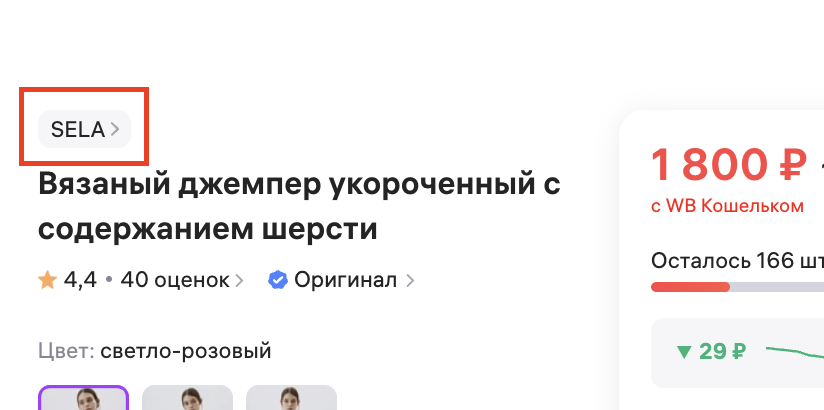 SELA
Вязаный джемпер укороченный с
содержанием шерсти
4,4 • 40 оценок
Оригинал
Цвет: светло-розовый
1 800 ₽
с WB Кошельком
Осталось 166 шт
29 ₽